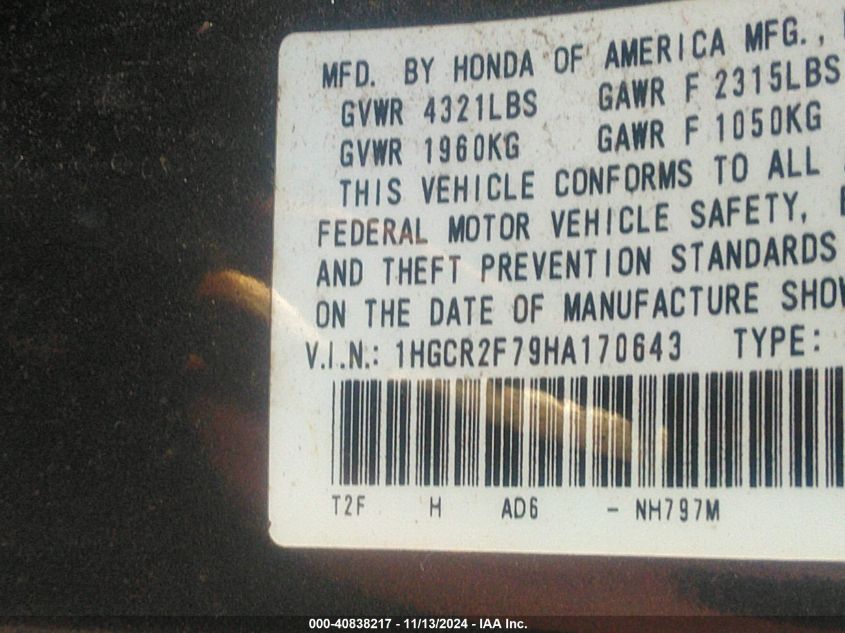 MFD. BY HONDA OF AMERICA MFG.,
GVWR 4321LBS GAWR F 2315LBS
GVWR 1960KG GAWR F 1050KG
THIS VEHICLE CONFORMS TO ALL
FEDERAL MOTOR VEHICLE SAFETY,
AND THEFT PREVENTION STANDARDS
ON THE DATE OF MANUFACTURE SHOW
V.I.N.: 1HGCR2F79HA170643 TYPE:
T2F H AD6 - NH797M
000-40838217 - 11/13/2024 - IAA Inc.